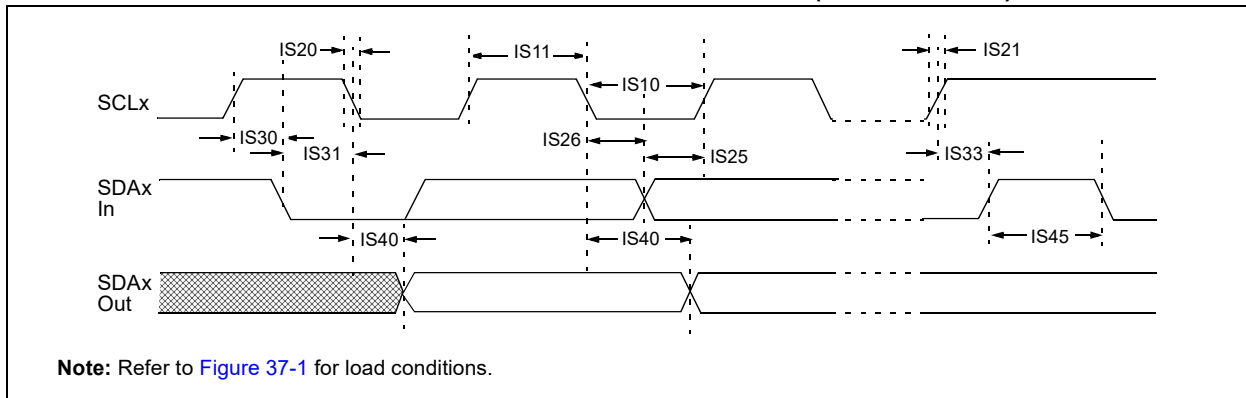 IS20
IS11
IS21
IS10
SCLx
IS30
IS26
IS31
IS25
IS33
SDAx
In
IS40
IS40
IS45
SDAx
Out
Note: Refer to Figure 37-1 for load conditions.